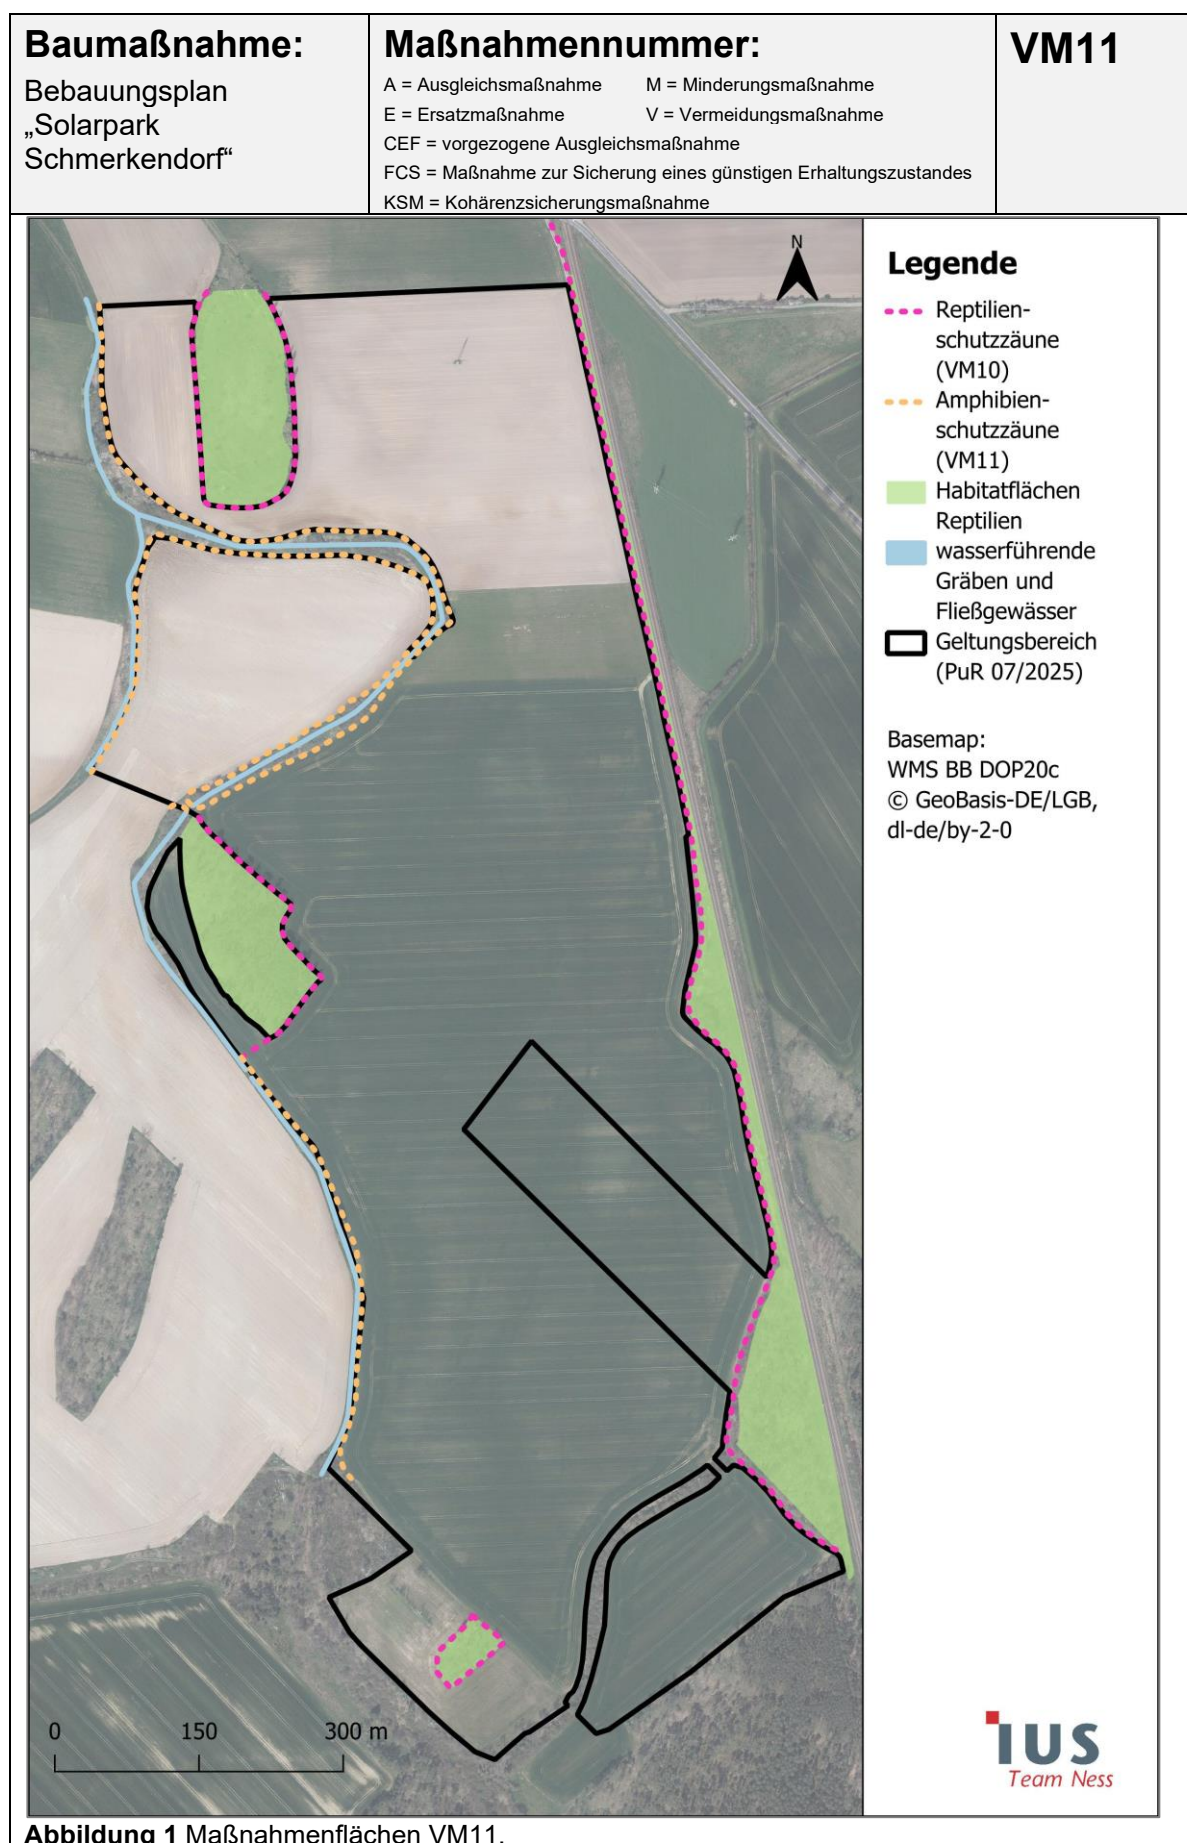 Baumaßnahme:
Bebauungsplan
„Solarpark
Schmerkendorf“
Maßnahmennummer:
A = Ausgleichsmaßnahme M = Minderungsmaßnahme
E = Ersatzmaßnahme V = Vermeidungsmaßnahme
CEF = vorgezogene Ausgleichsmaßnahme
FCS = Maßnahme zur Sicherung eines günstigen Erhaltungszustandes
KSM = Kohärenzsicherungsmaßnahme
VM11
N
Legende
Reptilien-
schutzzäune
(VM10)
Amphibien-
schutzzäune
(VM11)
Habitatflächen
Reptilien
wasserführende
Gräben und
Fließgewässer
Geltungsbereich
(PuR 07/2025)
Basemap:
WMS BB DOP20c
© GeoBasis-DE/LGB,
dl-de/by-2-0
0 150 300 m
IUS
Team Ness
Abbildung 1 Maßnahmenflächen VM11.